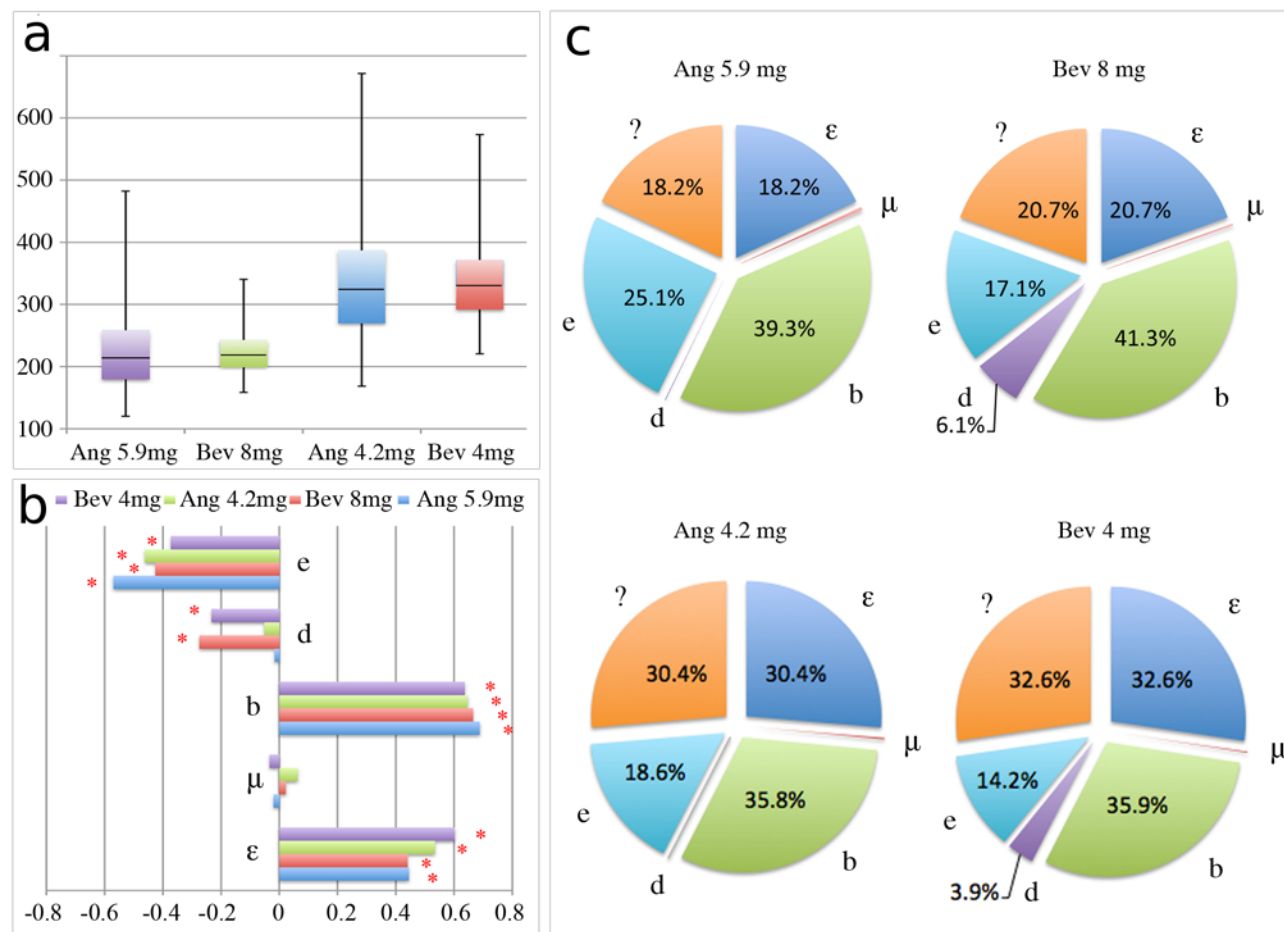 a
600
500
400
300
200
100
Ang 5.9mg Bev 8mg Ang 4.2mg Bev 4mg
b
Bev 4mg Ang 4.2mg Bev 8mg Ang 5.9mg
* e
*
*
*
* d
*
b *
*
*
*
μ
ε *
*
*
*
-0.8 -0.6 -0.4 -0.2 0 0.2 0.4 0.6 0.8
c
Ang 5.9 mg
? ε
18.2% 18.2%
μ
25.1% 39.3%
e
d b
Bev 8 mg
? ε
20.7% 20.7%
μ
17.1%
e
41.3%
d b
6.1%
Ang 4.2 mg
? ε
30.4% 30.4%
μ
18.6% 35.8%
e b
d
Bev 4 mg
? ε
32.6% 32.6%
μ
14.2% 35.9%
e b
3.9% d